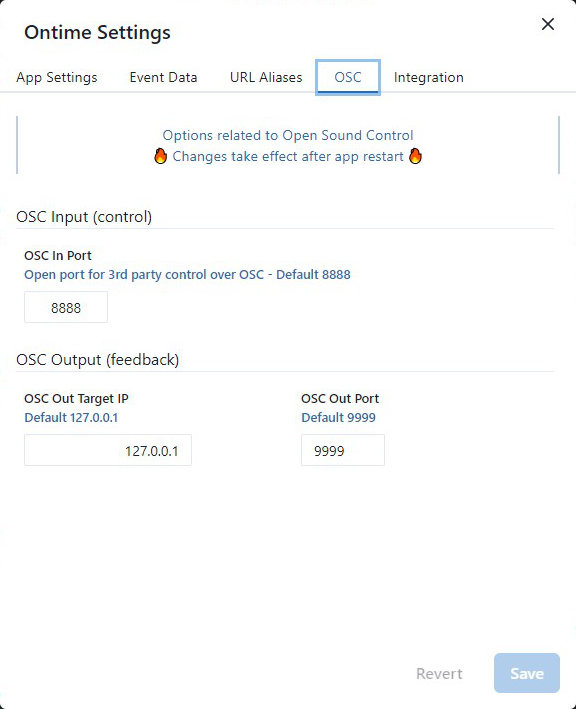 Ontime Settings
App Settings Event Data URL Aliases OSC Integration
Options related to Open Sound Control
🔥 Changes take effect after app restart 🔥
OSC Input (control)
OSC In Port
Open port for 3rd party control over OSC - Default 8888
8888
OSC Output (feedback)
OSC Out Target IP OSC Out Port
Default 127.0.0.1 Default 9999
127.0.0.1 9999
Revert Save